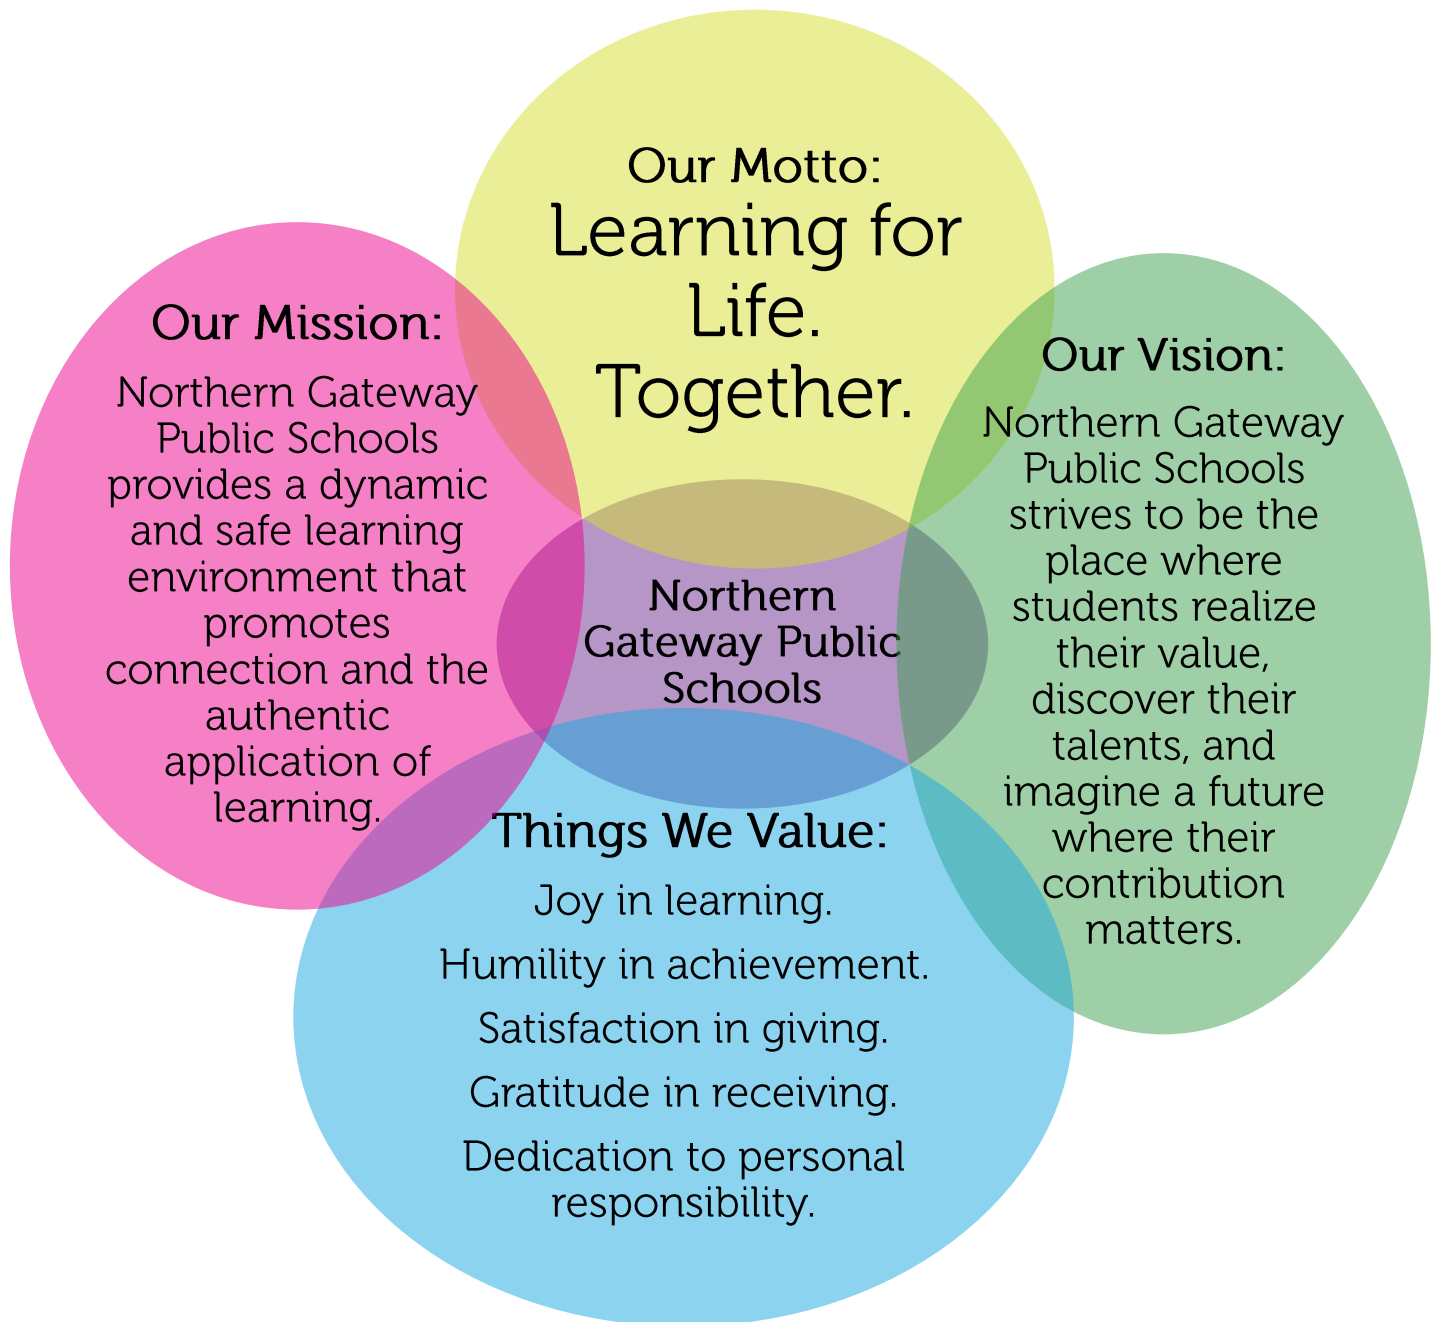 Our Motto:
Learning for
Life.
Together.
Our Mission:
Northern Gateway
Public Schools
provides a dynamic
and safe learning
environment that
promotes
connection and the
authentic
application of
learning.
Our Vision:
Northern Gateway
Public Schools
strives to be the
place where
students realize
their value,
discover their
talents, and
imagine a future
where their
contribution
matters.
Northern
Gateway Public
Schools
Things We Value:
Joy in learning.
Humility in achievement.
Satisfaction in giving.
Gratitude in receiving.
Dedication to personal
responsibility.